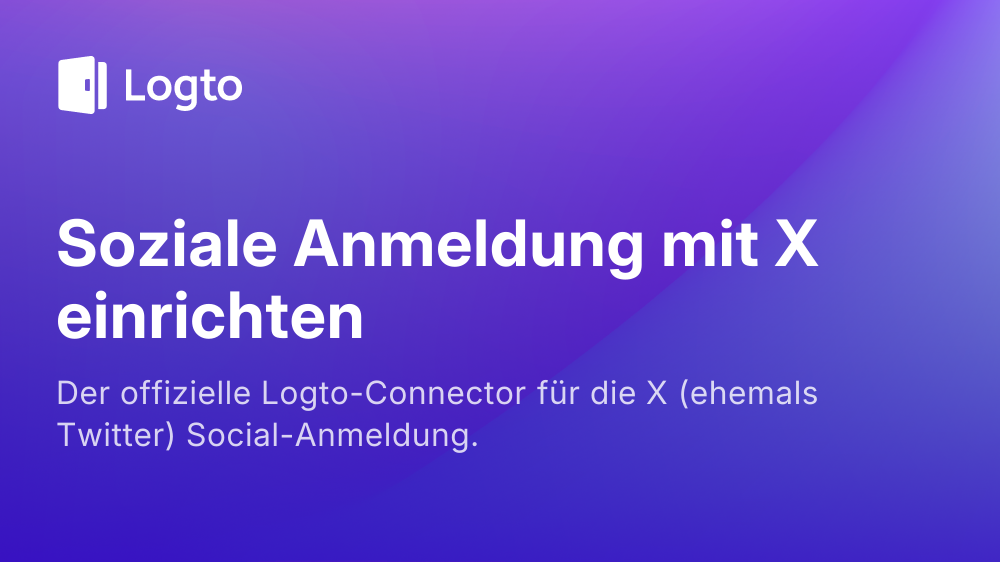 Logto
Soziale Anmeldung mit X
einrichten
Der offizielle Logto-Connector für die X (ehemals
Twitter) Social-Anmeldung.